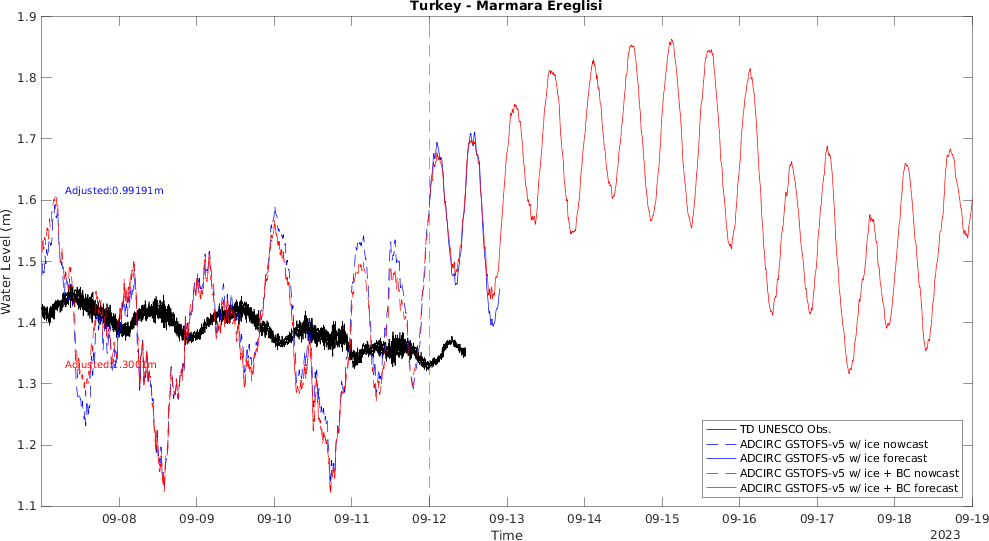 Turkey - Marmara Ereglisi
Water Level (m)
1.9
1.8
1.7
1.6
1.5
1.4
1.3
1.2
1.1
Adjusted:0.99191m
09-08
09-09
09-10
09-11
09-12
09-13
09-14
09-15
09-16
09-17
09-18
09-19
Time
2023
TD UNESCO Obs.
ADCIRC GSTOFS-v5 w/ ice nowcast
ADCIRC GSTOFS-v5 w/ ice forecast
ADCIRC GSTOFS-v5 w/ ice + BC nowcast
ADCIRC GSTOFS-v5 w/ ice + BC forecast